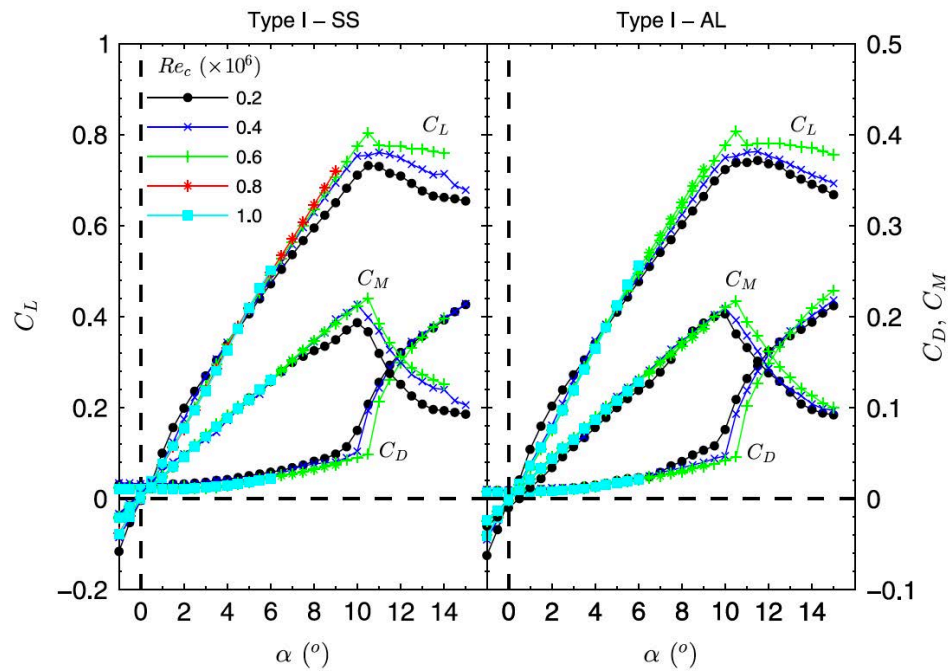 Type I – SS
Type I – AL
1
0.8
0.6
0.4
0.2
0
−0.2
C_L
Re_c (×10^6)
0.2
0.4
0.6
0.8
1.0
C_L
C_M
C_D
C_L
C_M
C_D
0.5
0.4
0.3
0.2
0.1
0
−0.1
C_D, C_M
0 2 4 6 8 10 12 14
0 2 4 6 8 10 12 14
α (°)
α (°)